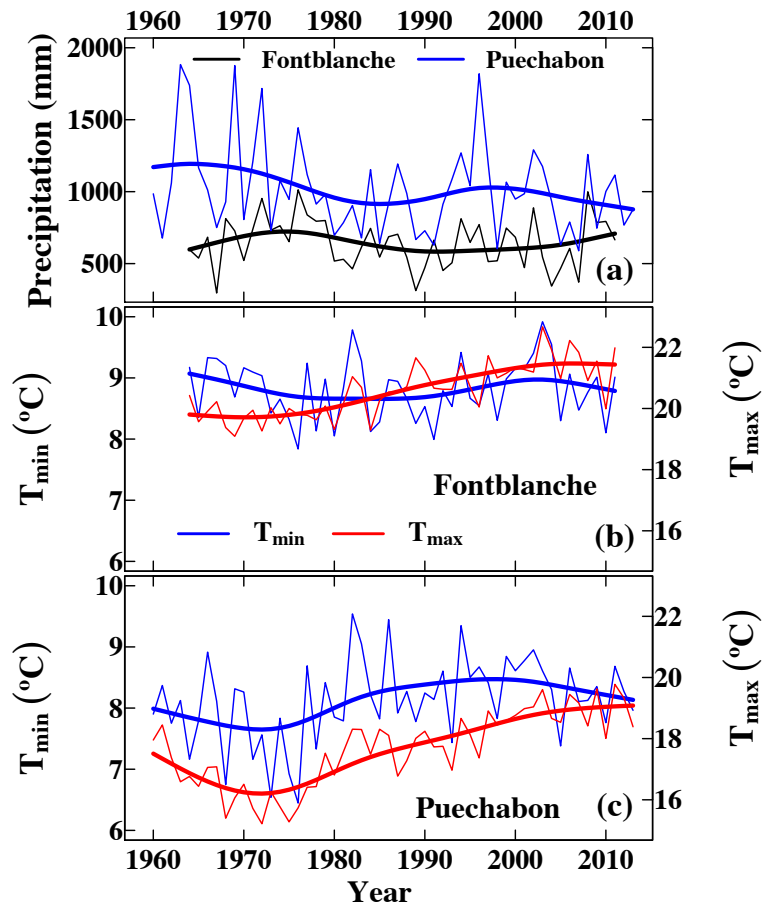 1960 1970 1980 1990 2000 2010
Fontblanche Puechabon
Precipitation (mm)
2000
1500
1000
500
(a)
T_min (°C)
10
9
8
7
6
T_max (°C)
22
20
18
16
Fontblanche
T_min T_max
(b)
T_min (°C)
10
9
8
7
6
T_max (°C)
22
20
18
16
Puechabon
(c)
1960 1970 1980 1990 2000 2010
Year